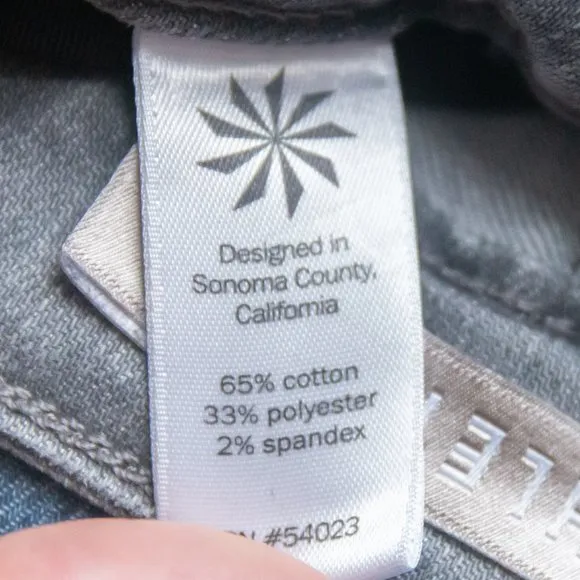 Designed in
Sonoma County,
California
65% cotton
33% polyester
2% spandex
#54023